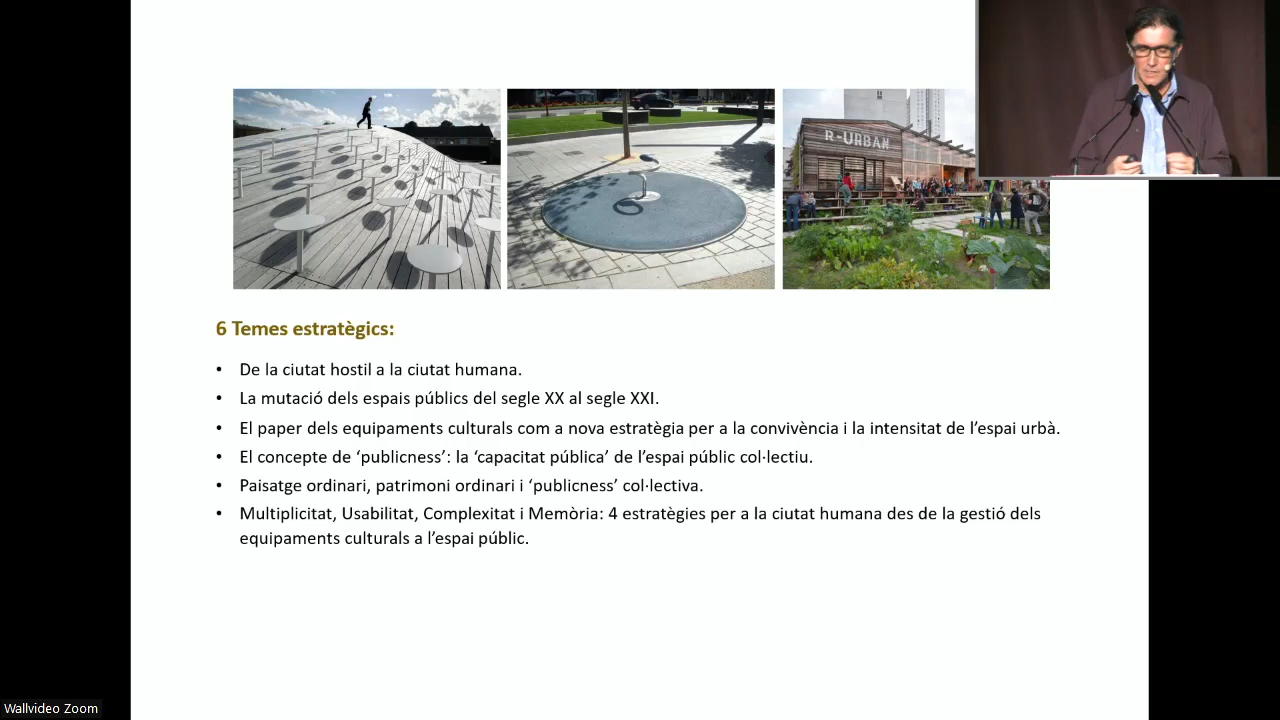 R-URBAN
6 Temes estratègics:
• De la ciutat hostil a la ciutat humana.
• La mutació dels espais públics del segle XX al segle XXI.
• El paper dels equipaments culturals com a nova estratègia per a la convivència i la intensitat de l’espai urbà.
• El concepte de ‘publicness’: la ‘capacitat pública’ de l’espai públic col·lectiu.
• Paisatge ordinari, patrimoni ordinari i ‘publicness’ col·lectiva.
• Multiplicitat, Usabilitat, Complexitat i Memòria: 4 estratègies per a la ciutat humana des de la gestió dels
equipaments culturals a l’espai públic.
Wallvideo Zoom